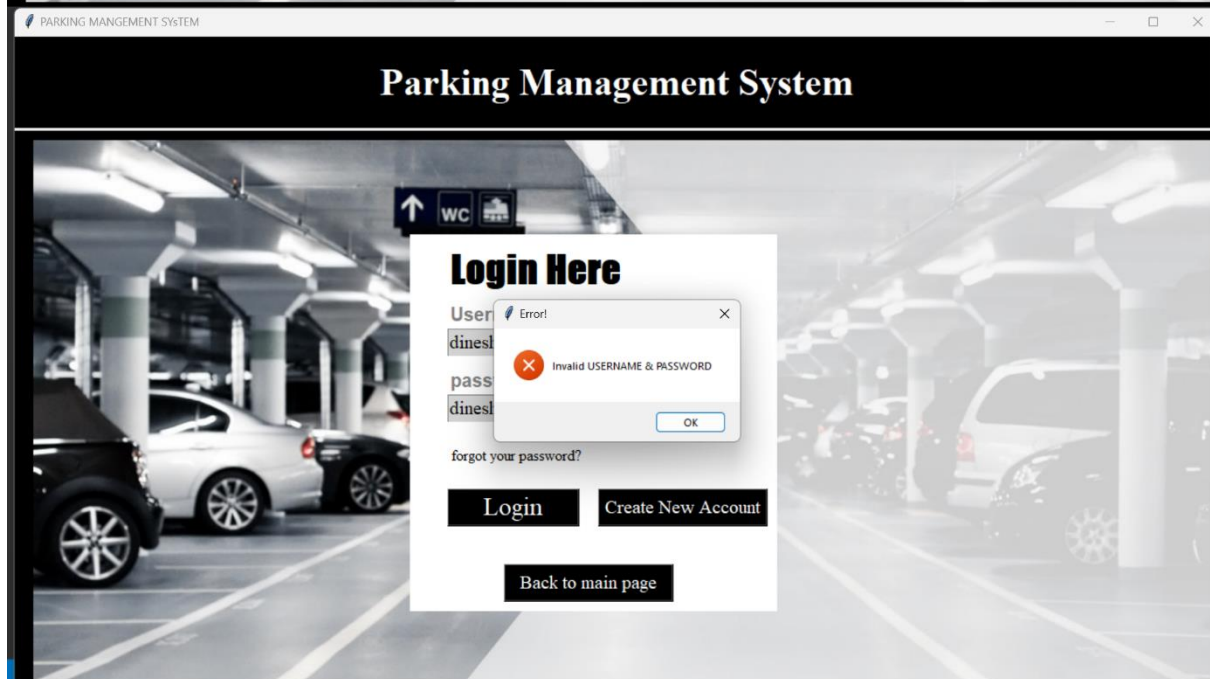 PARKING MANGEMENT SYsTEM
Parking Management System
WC
Login Here
User
Error!
dinesh
Invalid USERNAME & PASSWORD
pass
dinesh
OK
forgot your password?
Login
Create New Account
Back to main page